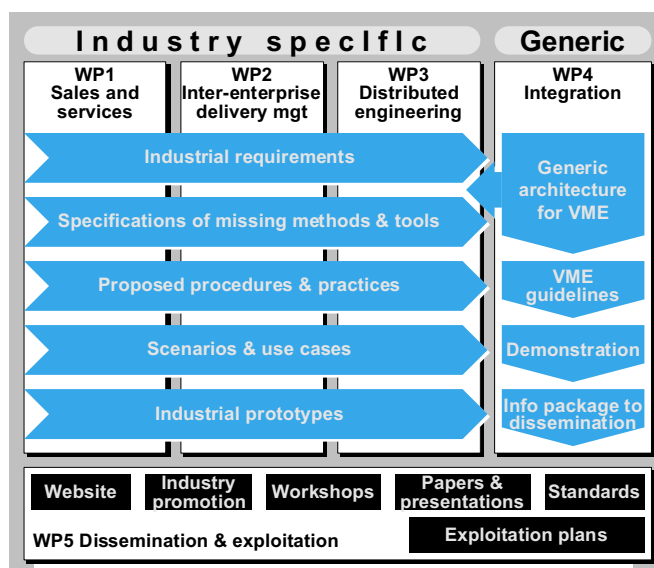 Industry specIfIc
Generic
WP1
Sales and
services
WP2
Inter-enterprise
delivery mgt
WP3
Distributed
engineering
WP4
Integration
Industrial requirements
Specifications of missing methods & tools
Proposed procedures & practices
Scenarios & use cases
Industrial prototypes
Generic
architecture
for VME
VME
guidelines
Demonstration
Info package to
dissemination
Website
Industry
promotion
Workshops
Papers &
presentations
Standards
WP5 Dissemination & exploitation
Exploitation plans